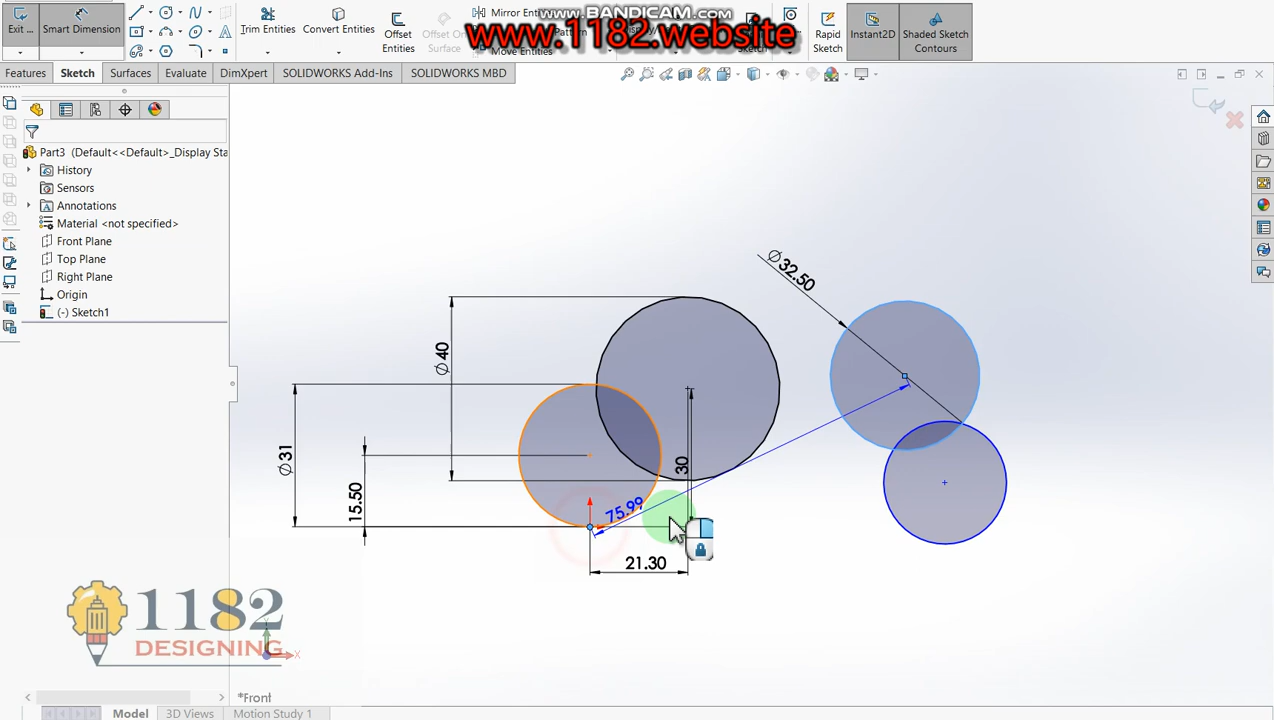 WWW.BANDICAM.COM
www.1182.website
Exit ...
Smart Dimension
Trim Entities
Convert Entities
Offset
Entities
Offset
On
Surface
Mirror Entities
Move Entities
Rapid
Sketch
Instant2D
Shaded Sketch
Contours
Features
Sketch
Surfaces
Evaluate
DimXpert
SOLIDWORKS Add-Ins
SOLIDWORKS MBD
Part3 (Default<<Default>_Display Sta
History
Sensors
Annotations
Material <not specified>
Front Plane
Top Plane
Right Plane
Origin
(-) Sketch1
Ø32.50
Ø40
Ø31
15.50
30
75.99
21.30
1182
DESIGNING
X
*Front
Model
3D Views
Motion Study 1